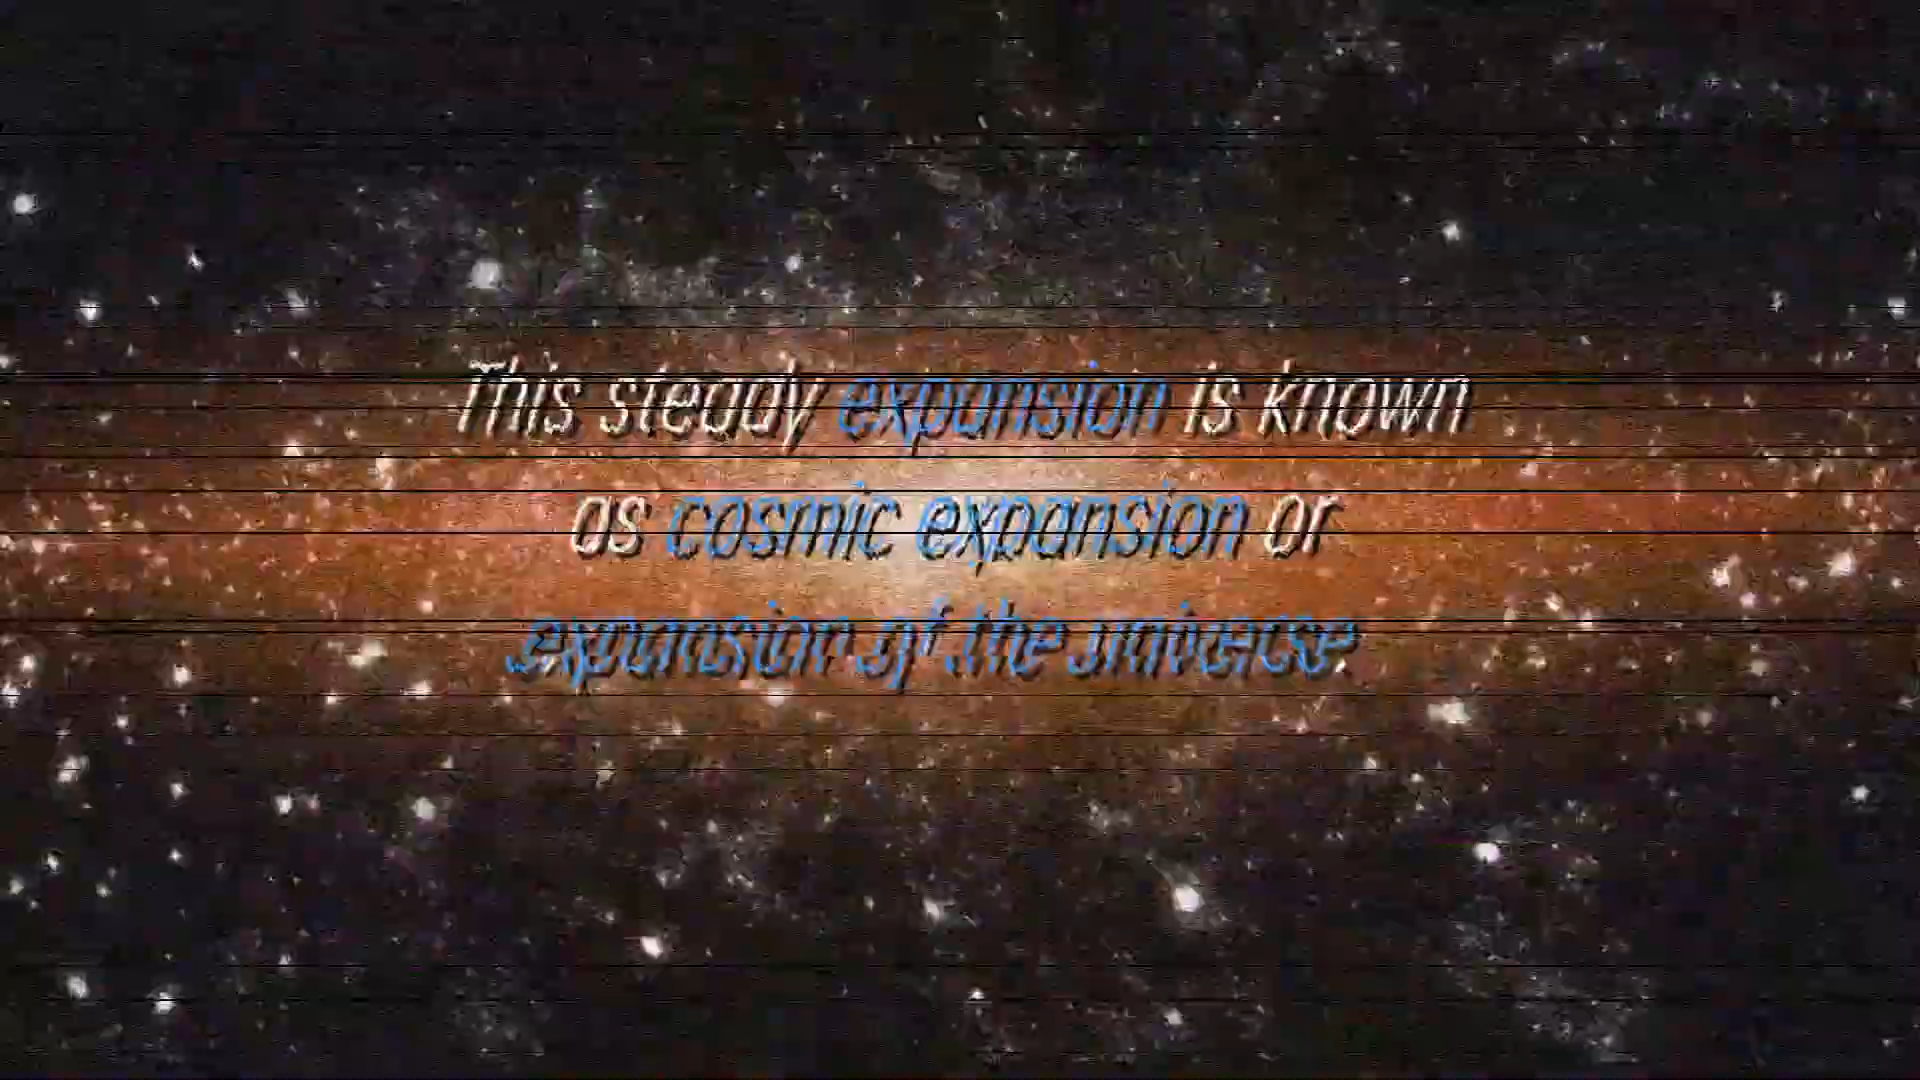 This steady expansion is known
as cosmic expansion or
expansion of the universe.